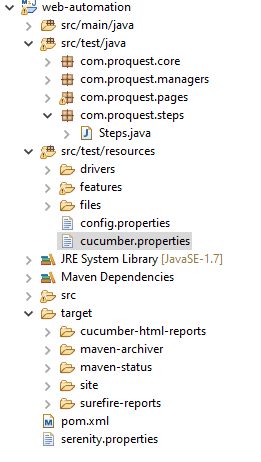 web-automation
src/main/java
src/test/java
com.proquest.core
com.proquest.managers
com.proquest.pages
com.proquest.steps
Steps.java
src/test/resources
drivers
features
files
config.properties
cucumber.properties
JRE System Library [JavaSE-1.7]
Maven Dependencies
src
target
cucumber-html-reports
maven-archiver
maven-status
site
surefire-reports
pom.xml
serenity.properties